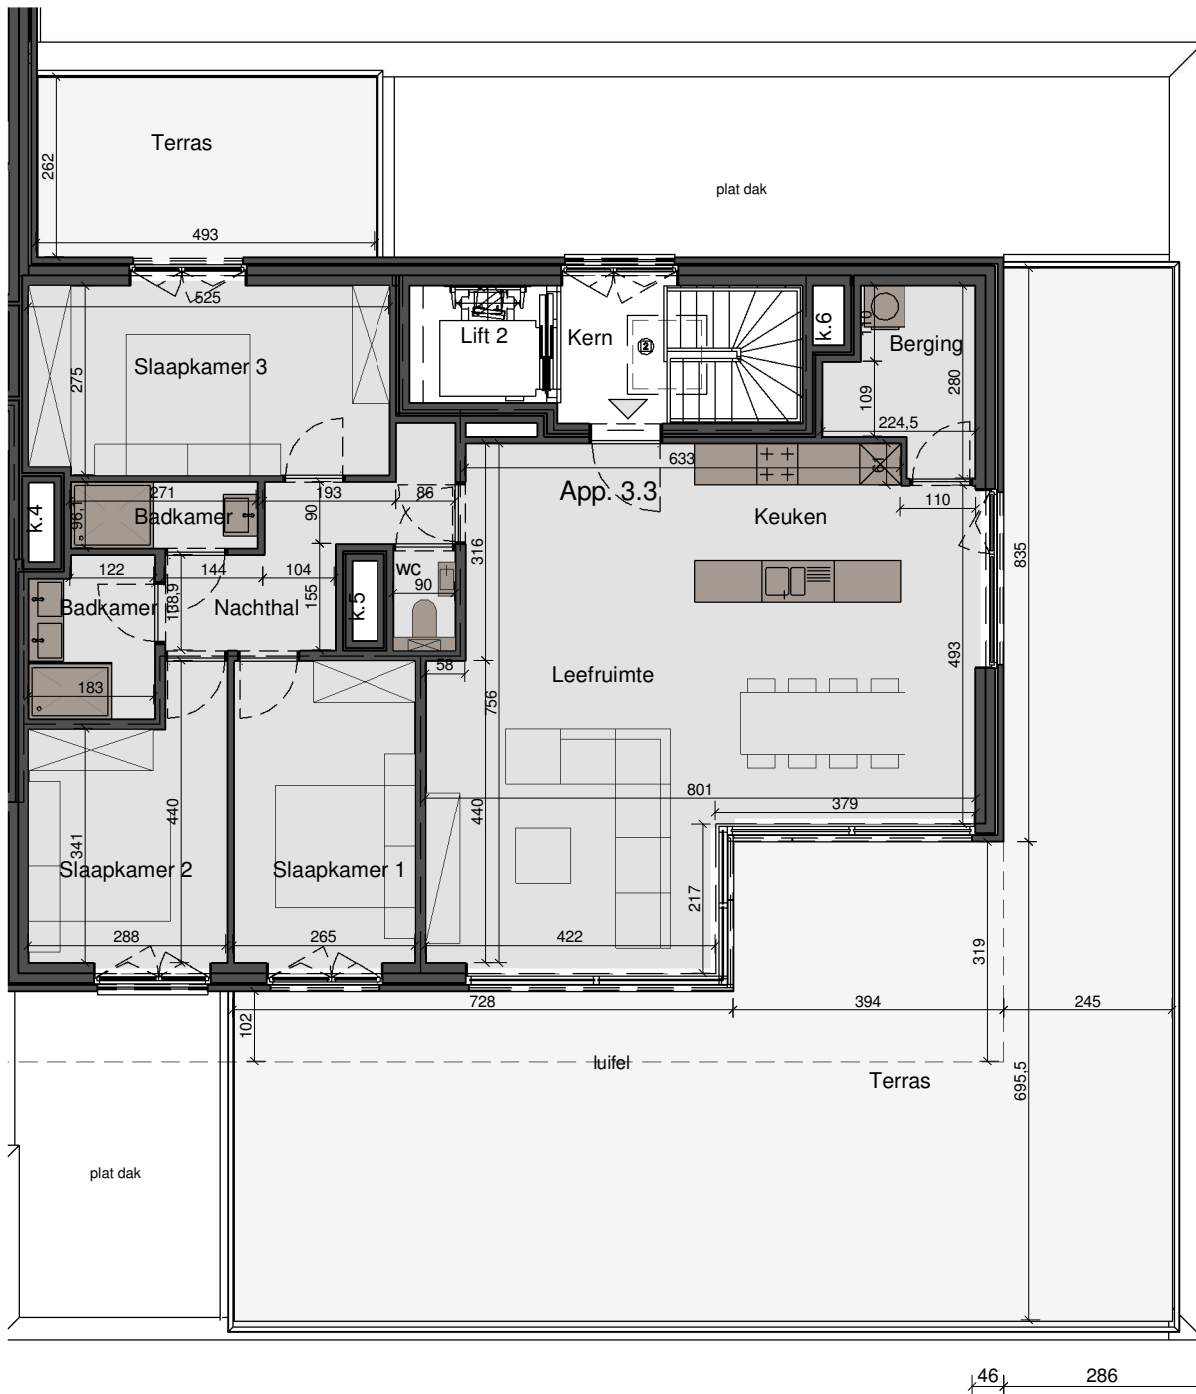 Terras
262
493
plat dak
525
Slaapkamer 3
275
Lift 2
Kern
2
k.6
110
Berging
280
109
224,5
633
61
App. 3.3
Keuken
110
k.4
271
96,1
Badkamer
193
86
90
316
835
122
144
104
wc
90
Badkamer
138,9
Nachthal
155
k.5
183
58
Leefruimte
493
756
801
379
341
440
440
Slaapkamer 2
Slaapkamer 1
217
288
265
422
319
728
394
245
102
luifel
Terras
695,5
plat dak
46
286